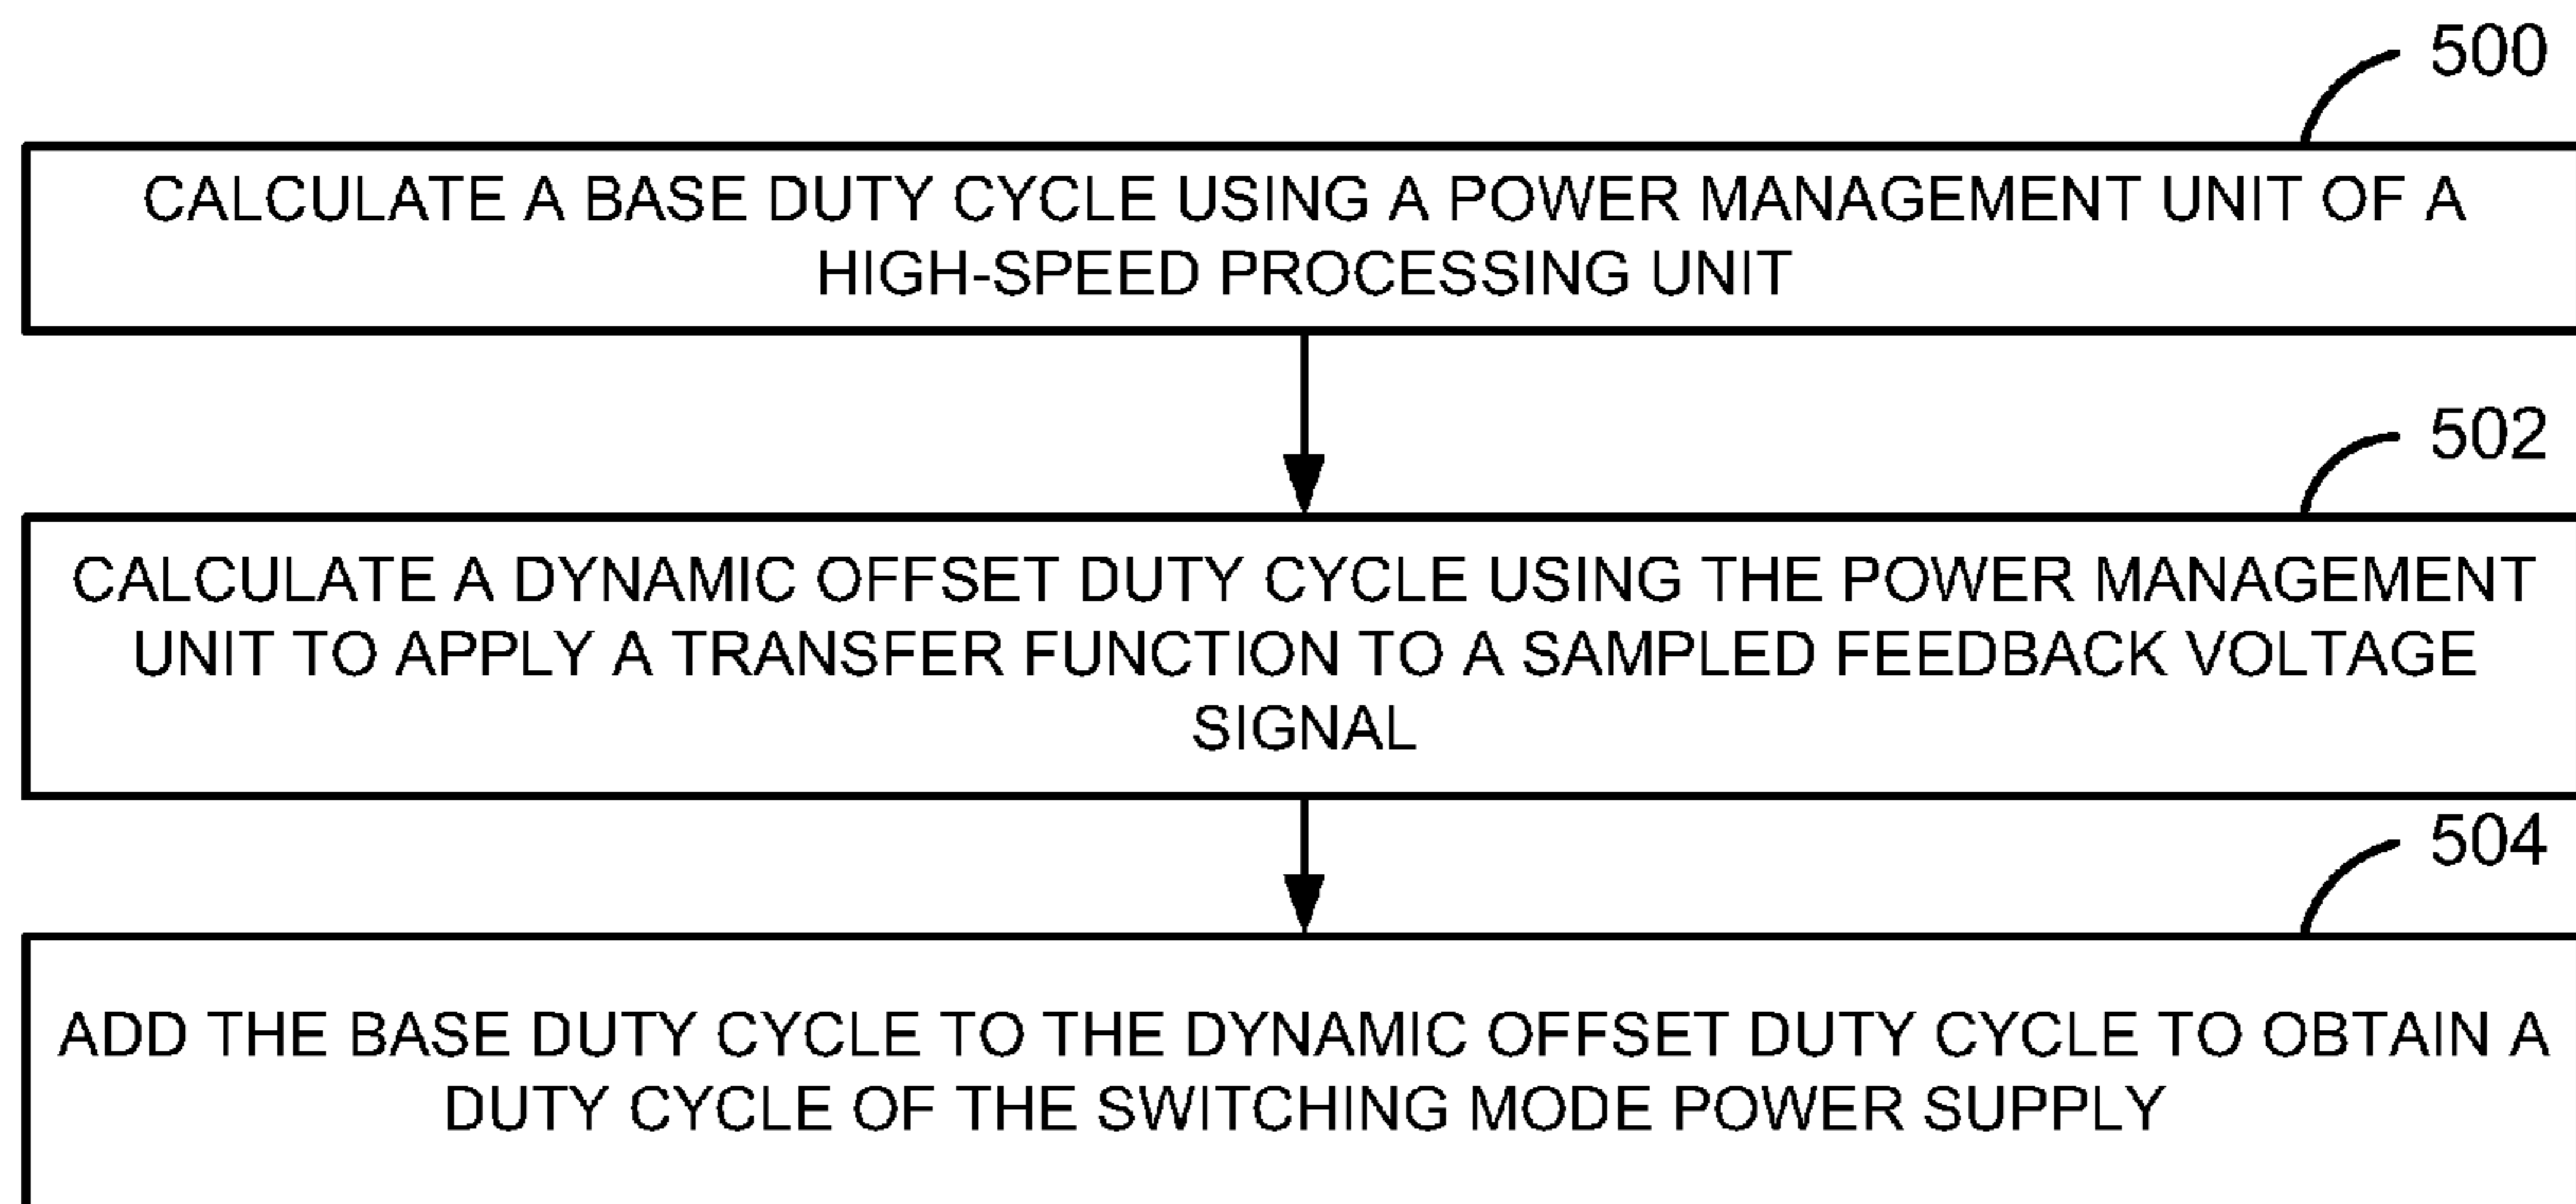 500
CALCULATE A BASE DUTY CYCLE USING A POWER MANAGEMENT UNIT OF A
HIGH-SPEED PROCESSING UNIT
502
CALCULATE A DYNAMIC OFFSET DUTY CYCLE USING THE POWER MANAGEMENT
UNIT TO APPLY A TRANSFER FUNCTION TO A SAMPLED FEEDBACK VOLTAGE
SIGNAL
504
ADD THE BASE DUTY CYCLE TO THE DYNAMIC OFFSET DUTY CYCLE TO OBTAIN A
DUTY CYCLE OF THE SWITCHING MODE POWER SUPPLY